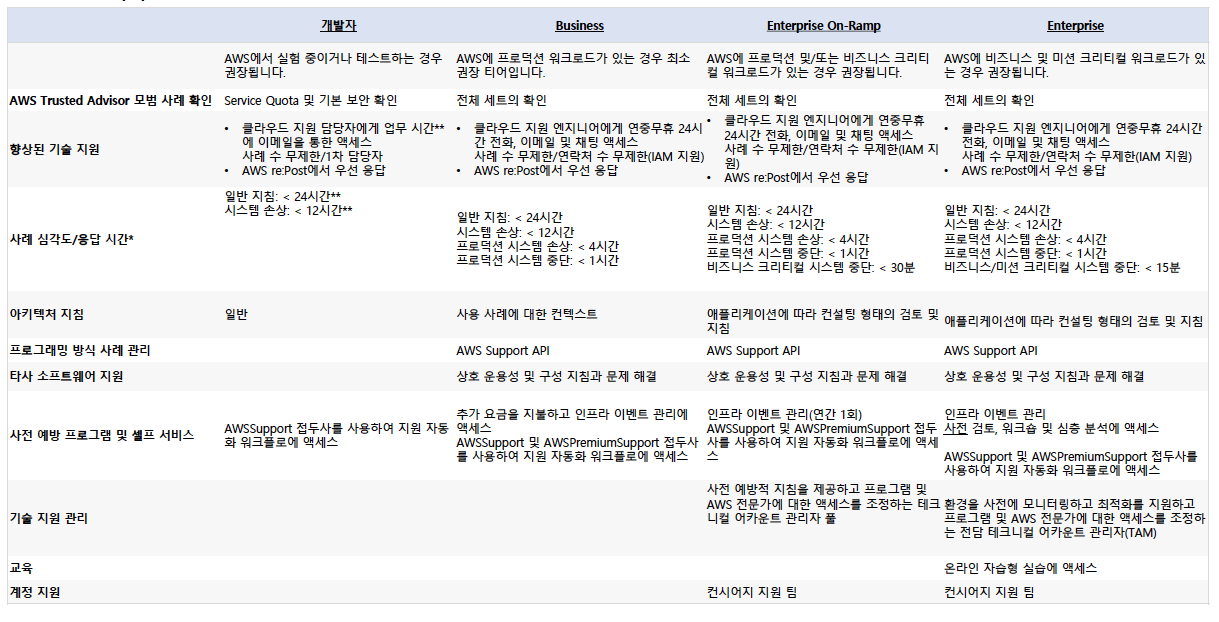 개발자
Business
Enterprise On-Ramp
Enterprise
AWS에서 실험 중이거나 테스트하는 경우
권장됩니다.
AWS에 프로덕션 워크로드가 있는 경우 최소
권장 티어입니다.
AWS에 프로덕션 및/또는 비즈니스 크리티
컬 워크로드가 있는 경우 권장됩니다.
AWS에 비즈니스 및 미션 크리티컬 워크로드가 있
는 경우 권장됩니다.
AWS Trusted Advisor 모범 사례 확인
Service Quota 및 기본 보안 확인
전체 세트의 확인
전체 세트의 확인
전체 세트의 확인
향상된 기술 지원
• 클라우드 지원 담당자에게 업무 시간**
에 이메일을 통한 액세스
사례 수 무제한/1차 담당자
• AWS re:Post에서 우선 응답
• 클라우드 지원 엔지니어에게 연중무휴 24시
간 전화, 이메일 및 채팅 액세스
사례 수 무제한/연락처 수 무제한(IAM 지원)
• AWS re:Post에서 우선 응답
• 클라우드 지원 엔지니어에게 연중무휴
24시간 전화, 이메일 및 채팅 액세스
사례 수 무제한/연락처 수 무제한(IAM 지
원)
• AWS re:Post에서 우선 응답
• 클라우드 지원 엔지니어에게 연중무휴 24시간
전화, 이메일 및 채팅 액세스
사례 수 무제한/연락처 수 무제한(IAM 지원)
• AWS re:Post에서 우선 응답
사례 심각도/응답 시간*
일반 지침: < 24시간**
시스템 손상: < 12시간**
일반 지침: < 24시간
시스템 손상: < 12시간
프로덕션 시스템 손상: < 4시간
프로덕션 시스템 중단: < 1시간
일반 지침: < 24시간
시스템 손상: < 12시간
프로덕션 시스템 손상: < 4시간
프로덕션 시스템 중단: < 1시간
비즈니스 크리티컬 시스템 중단: < 30분
일반 지침: < 24시간
시스템 손상: < 12시간
프로덕션 시스템 손상: < 4시간
프로덕션 시스템 중단: < 1시간
비즈니스/미션 크리티컬 시스템 중단: < 15분
아키텍처 지침
일반
사용 사례에 대한 컨텍스트
애플리케이션에 따라 컨설팅 형태의 검토 및
지침
애플리케이션에 따라 컨설팅 형태의 검토 및 지침
프로그래밍 방식 사례 관리
AWS Support API
AWS Support API
AWS Support API
타사 소프트웨어 지원
상호 운용성 및 구성 지침과 문제 해결
상호 운용성 및 구성 지침과 문제 해결
상호 운용성 및 구성 지침과 문제 해결
사전 예방 프로그램 및 셀프 서비스
AWSSupport 접두사를 사용하여 지원 자동
화 워크플로에 액세스
추가 요금을 지불하고 인프라 이벤트 관리에
액세스
AWSSupport 및 AWSPremiumSupport 접두사
를 사용하여 지원 자동화 워크플로에 액세스
인프라 이벤트 관리(연간 1회)
AWSSupport 및 AWSPremiumSupport 접두
사를 사용하여 지원 자동화 워크플로에 액세
스
인프라 이벤트 관리
사전 검토, 워크숍 및 심층 분석에 액세스
AWSSupport 및 AWSPremiumSupport 접두사를
사용하여 지원 자동화 워크플로에 액세스
기술 지원 관리
사전 예방적 지침을 제공하고 프로그램 및
AWS 전문가에 대한 액세스를 조정하는 테크
니컬 어카운트 관리자 풀
환경을 사전에 모니터링하고 최적화를 지원하고
프로그램 및 AWS 전문가에 대한 액세스를 조정하
는 전담 테크니컬 어카운트 관리자(TAM)
교육
온라인 자습형 실습에 액세스
계정 지원
컨시어지 지원 팀
컨시어지 지원 팀